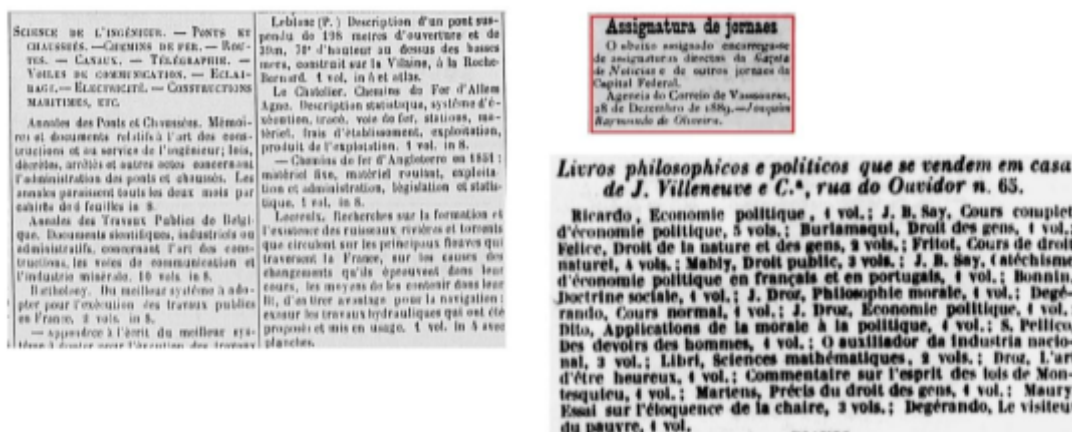 SCIENCE DE L'INGÉNIEUR. — PONTS ET
CHAUSSÉES. — CHEMINS DE FER. — ROU-
TES. — CANAUX. — TÉLÉGRAPHIE. —
VOILES DE COMMUNICATION. — ECLAI-
RAGE. — ELECTRICITÉ. — CONSTRUCTIONS
MARITIMES, ETC.
Annales des Ponts et Chaussées. Mémoi-
res et documents relatifs à l'art des cons-
tructions et au service de l'ingénieur; lois,
décrètes, arrêtés et autres actes concernant
l'administration des ponts et chaussés. Les
annales paraissent touts les deux mois par
cahiers de 6 feuilles in 8.
Annales des Travaux Publics de Belgi-
que. Documents sientifiques, industriels ou
administratifs, concernant l'art des cons-
tructions, les voies de communication et
l'industrie minérale. 16 vols. in 8.
Du meilleur système à ado-
pter pour l'exécution des travaux publics
en France, 2 vols. in 8.
— appendece à l'écrit du meilleur sys-
tème à des travaux
Leblanc (P.) Description d'un pont sus-
pendu de 198 metres d'ouverture et de
d'hauteur au dessus des basses
mers, construit sur la Vilaine, à la Roche-
Bernard. 1 vol. in 4 et atlas.
Le Chatelier. Chemins du Fer d'Allem
Agne. Description statistique, système d'é-
xécution, tracé, voie de fer, stations, ma-
tériel, frais d'établissement, exploitation,
produit de l'exploitation. 1 vol. in 8.
— Chemins de fer d'Angleterre en 1851 :
matériel fixe, matériel roulant, exploita-
tion et administration, législation et statis-
tique. 1 vol. in 8.
Recherches sur la formation et
l'existence des ruisseaux rivières et torrents
que circulent sur les principaux fleuves qui
traversent la France, sur les causes des
changements qu'ils éprouvent dans leur
cours, les moyens de les contenir dans leur
lit, d'es tirer avantage pour la navigation :
exasur les travaux hydrauliques qui ont été
proposés et mis en usage. 1 vol. in 4 avec
planches.
Assignatura de jornaes
O abaixo assignado encarrega-se
de assignaturas directas da Gazeta
de Noticias e de outros jornaes da
Capital Federal.
Agencia do Correio de Vassouras,
28 de Dezembro de 1889.—Joaquim
Raymundo de Oliveira.
Livros philosophicos e politicos que se vendem em casa
de J. Villeneuve e C.ª, rua do Ouvidor n. 65.
Ricardo, Economie politique, 1 vol.; J. B. Say, Cours complet
d'économie politique, 5 vols.; Burlamaqui, Droit des gens, 1 vol.;
Felice, Droit de la nature et des gens, 2 vols.; Fritot, Cours de droit
naturel, 4 vols.; Mably, Droit public, 3 vols.; J. B. Say, Catéchisme
d'économie politique en français et en portugais, 1 vol.; Bonnin,
Doctrine sociale, 1 vol.; J. Droz, Philosophie morale, 1 vol.; Degé-
rando, Cours normal, 1 vol.; J. Droz, Economie politique, 1 vol.;
Dito, Applications de la morale à la politique, 1 vol.; S. Pellico,
Des devoirs des hommes, 1 vol.; O auxiliador da Industria nacio-
nal, 3 vol.; Libri, Sciences mathématiques, 2 vols.; Droz, L'art
d'être heureux, 1 vol.; Commentaire sur l'esprit des lois de Mon-
tesquieu, 1 vol.; Martens, Précis du droit des gens, 1 vol.; Maury,
Essai sur l'éloquence de la chaire, 3 vols.; Degérando, Le visiteur
du pauvre, 1 vol.